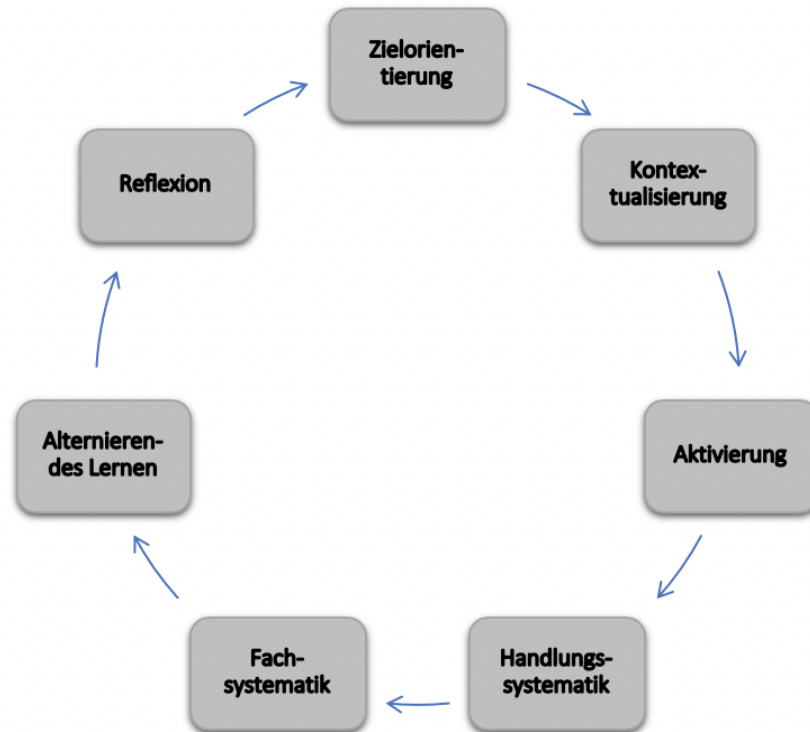 Zielorien-
tierung
Kontex-
tualisierung
Aktivierung
Handlungs-
systematik
Fach-
systematik
Alternieren-
des Lernen
Reflexion